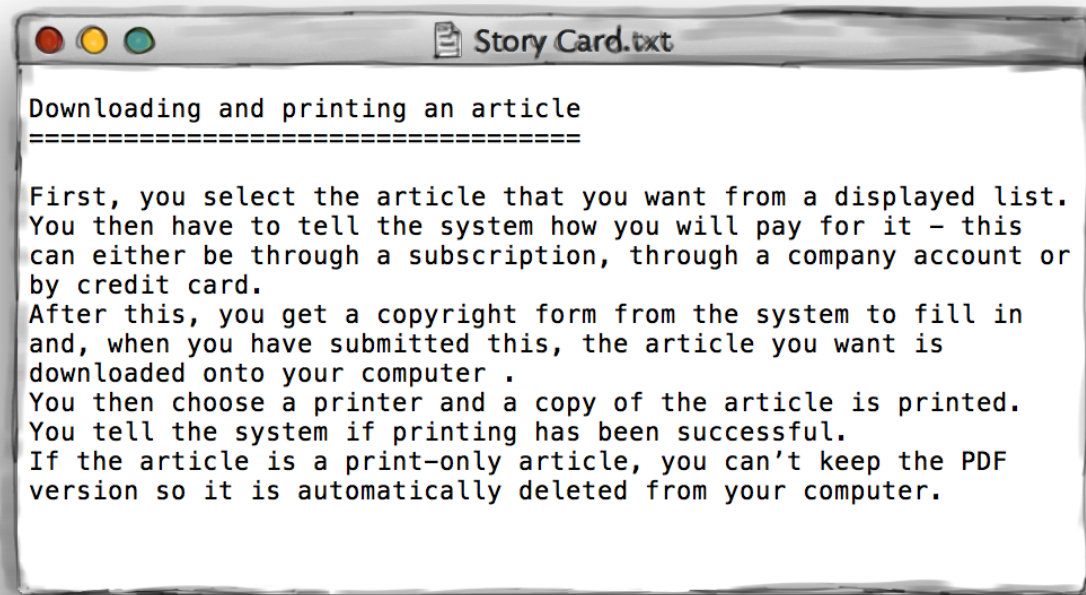 Story Card.txt
Downloading and printing an article
===================================
First, you select the article that you want from a displayed list.
You then have to tell the system how you will pay for it – this
can either be through a subscription, through a company account or
by credit card.
After this, you get a copyright form from the system to fill in
and, when you have submitted this, the article you want is
downloaded onto your computer .
You then choose a printer and a copy of the article is printed.
You tell the system if printing has been successful.
If the article is a print-only article, you can’t keep the PDF
version so it is automatically deleted from your computer.